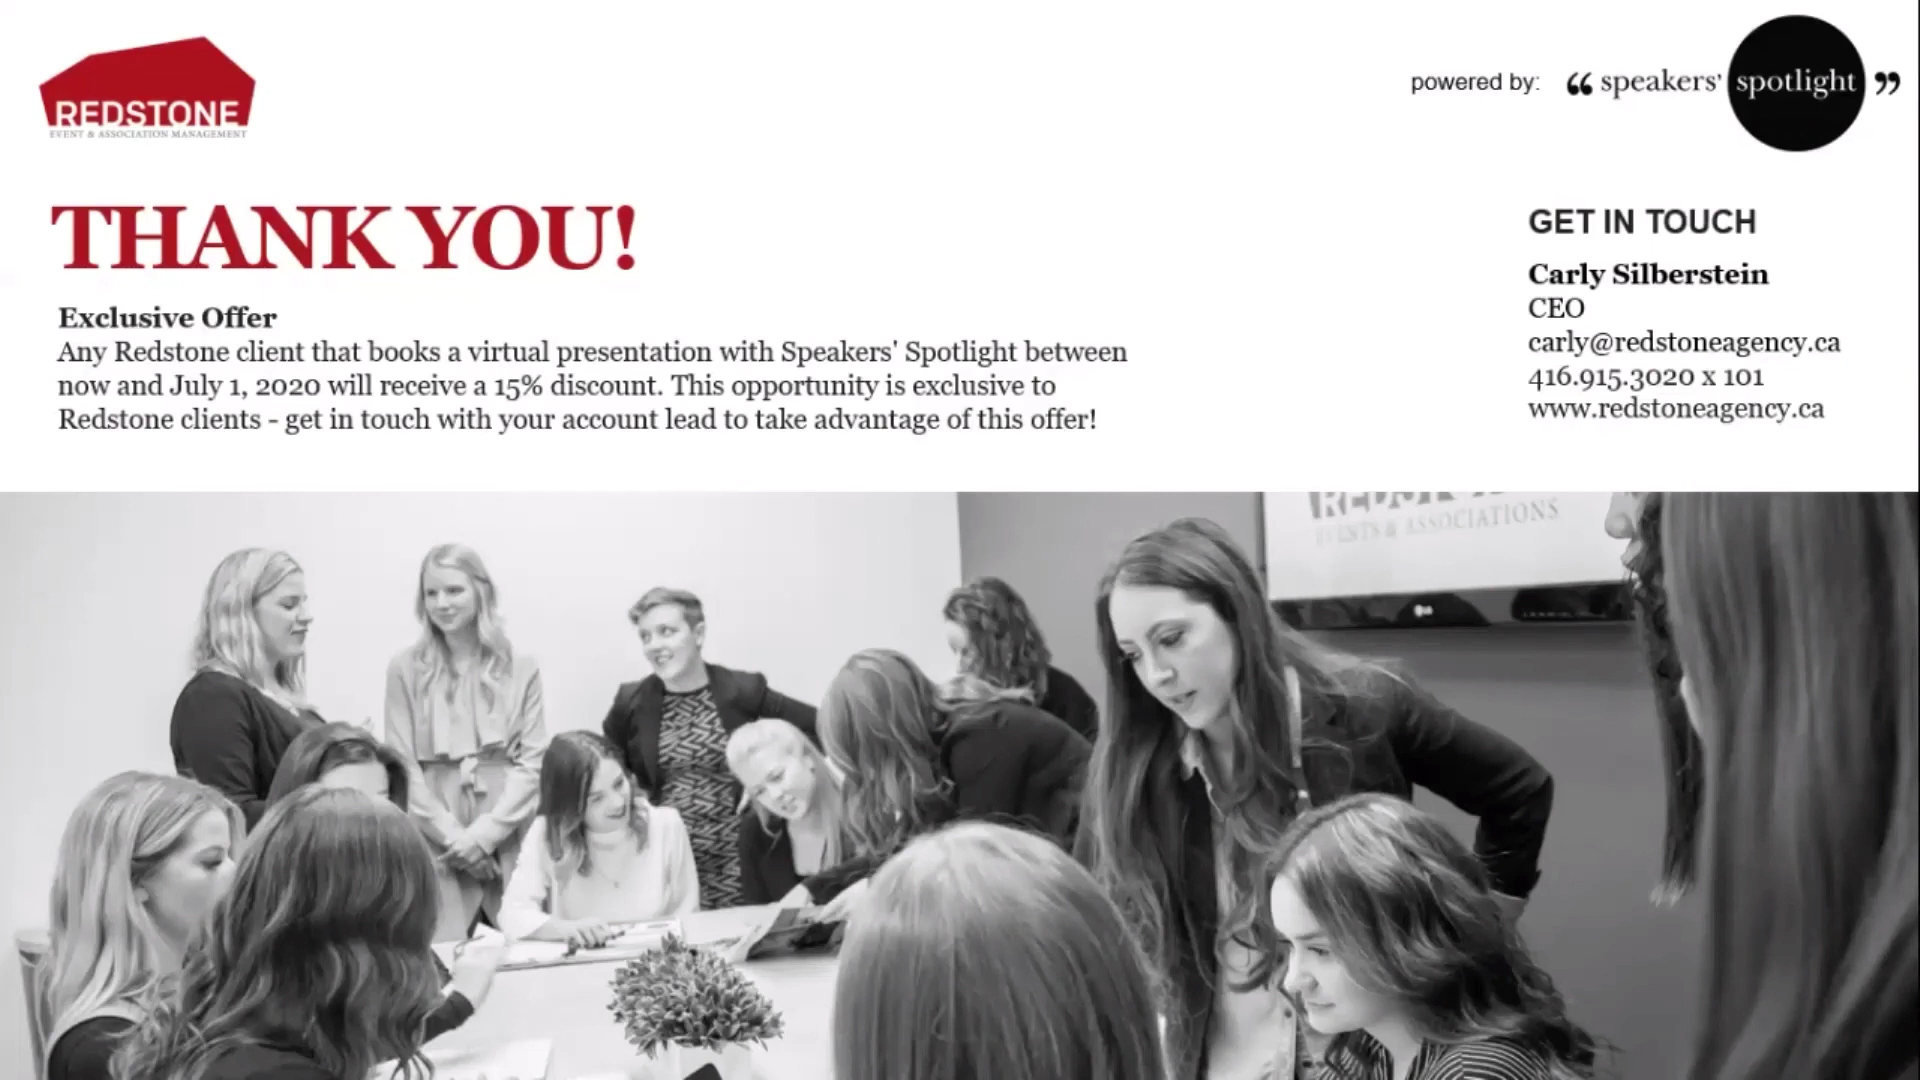 REDSTONE
EVENT & ASSOCIATION MANAGEMENT
powered by: “ speakers’ spotlight ”
THANK YOU!
Exclusive Offer
Any Redstone client that books a virtual presentation with Speakers' Spotlight between
now and July 1, 2020 will receive a 15% discount. This opportunity is exclusive to
Redstone clients - get in touch with your account lead to take advantage of this offer!
GET IN TOUCH
Carly Silberstein
CEO
carly@redstoneagency.ca
416.915.3020 x 101
www.redstoneagency.ca
REDSTONE
EVENTS & ASSOCIATIONS